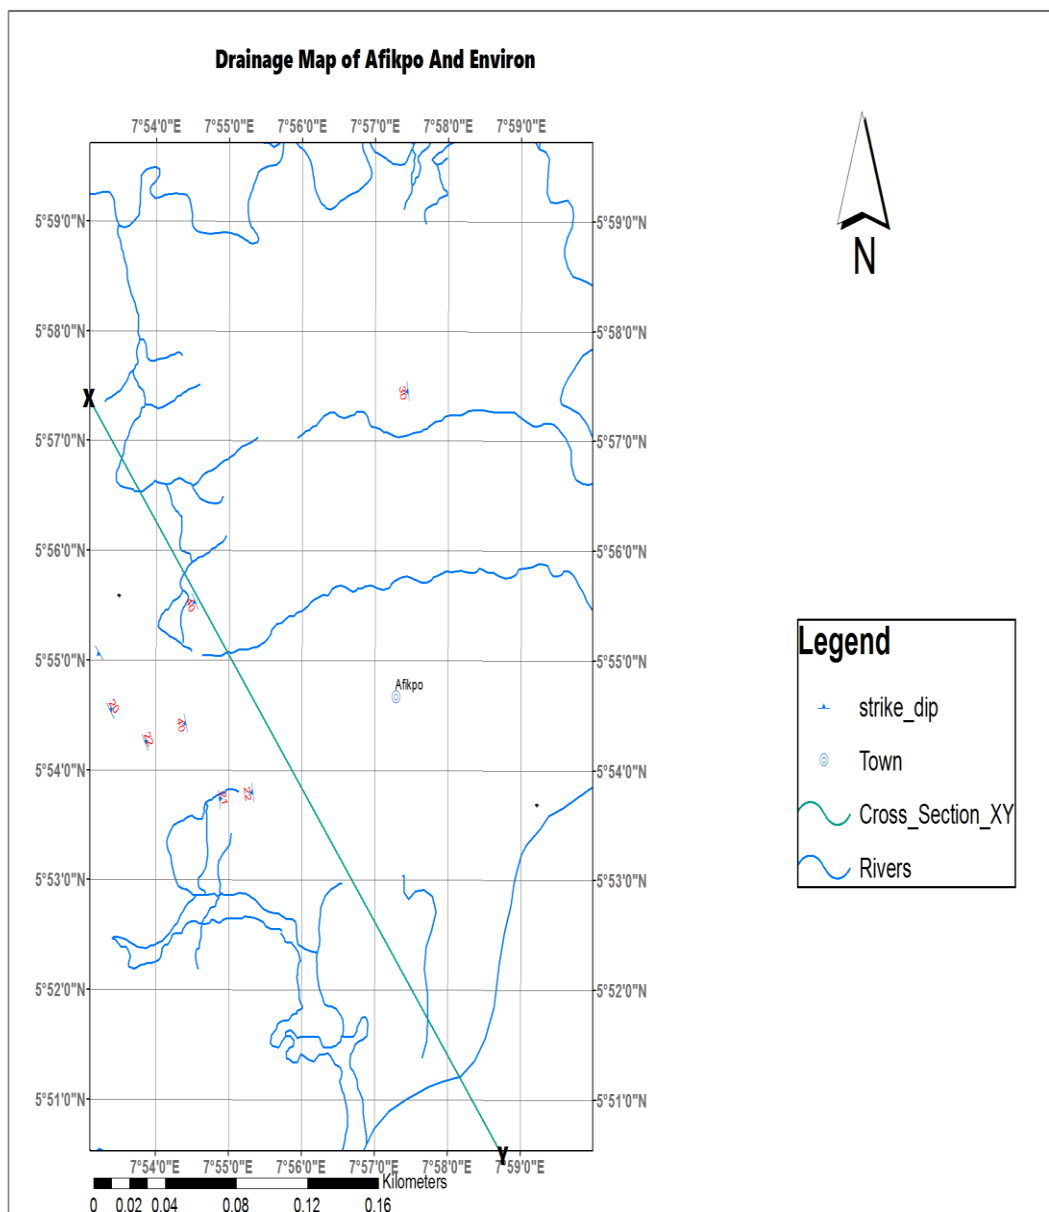 Drainage Map of Afikpo And Environ
7°54'0"E 7°55'0"E 7°56'0"E 7°57'0"E 7°58'0"E 7°59'0"E
5°59'0"N 5°59'0"N
N
5°58'0"N 5°58'0"N
30
X
5°57'0"N 5°57'0"N
5°56'0"N 5°56'0"N
40
5°55'0"N 5°55'0"N
Legend
Afikpo
20
strike_dip
40
22
Town
5°54'0"N 5°54'0"N
21 22
Cross_Section_XY
Rivers
5°53'0"N 5°53'0"N
5°52'0"N 5°52'0"N
5°51'0"N 5°51'0"N
Y
7°54'0"E 7°55'0"E 7°56'0"E 7°57'0"E 7°58'0"E 7°59'0"E
Kilometers
0 0.02 0.04 0.08 0.12 0.16